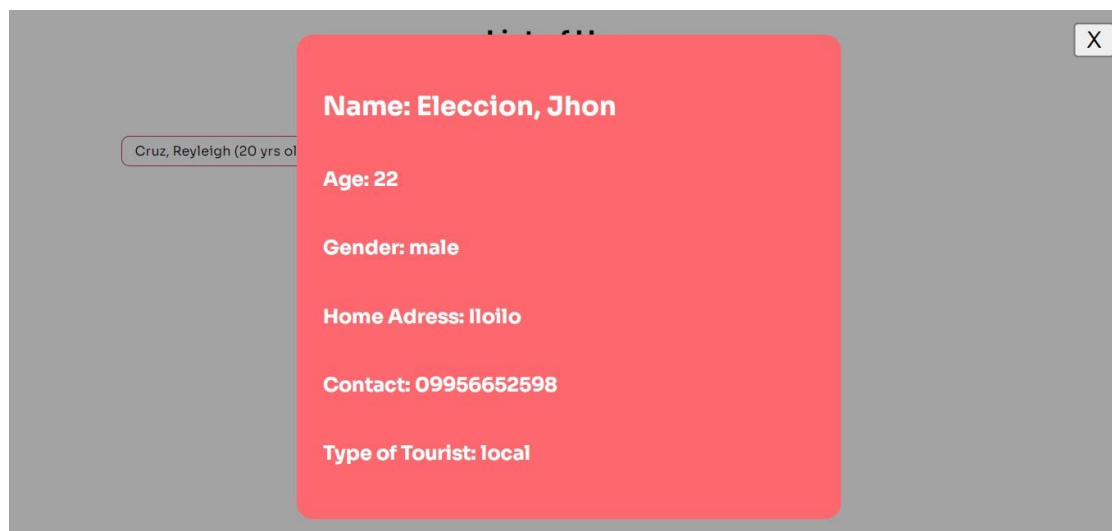 X
Name: Eleccion, Jhon
Cruz, Reyleigh (20 yrs
Age: 22
Gender: male
Home Adress: Iloilo
Contact: 09956652598
Type of Tourist: local